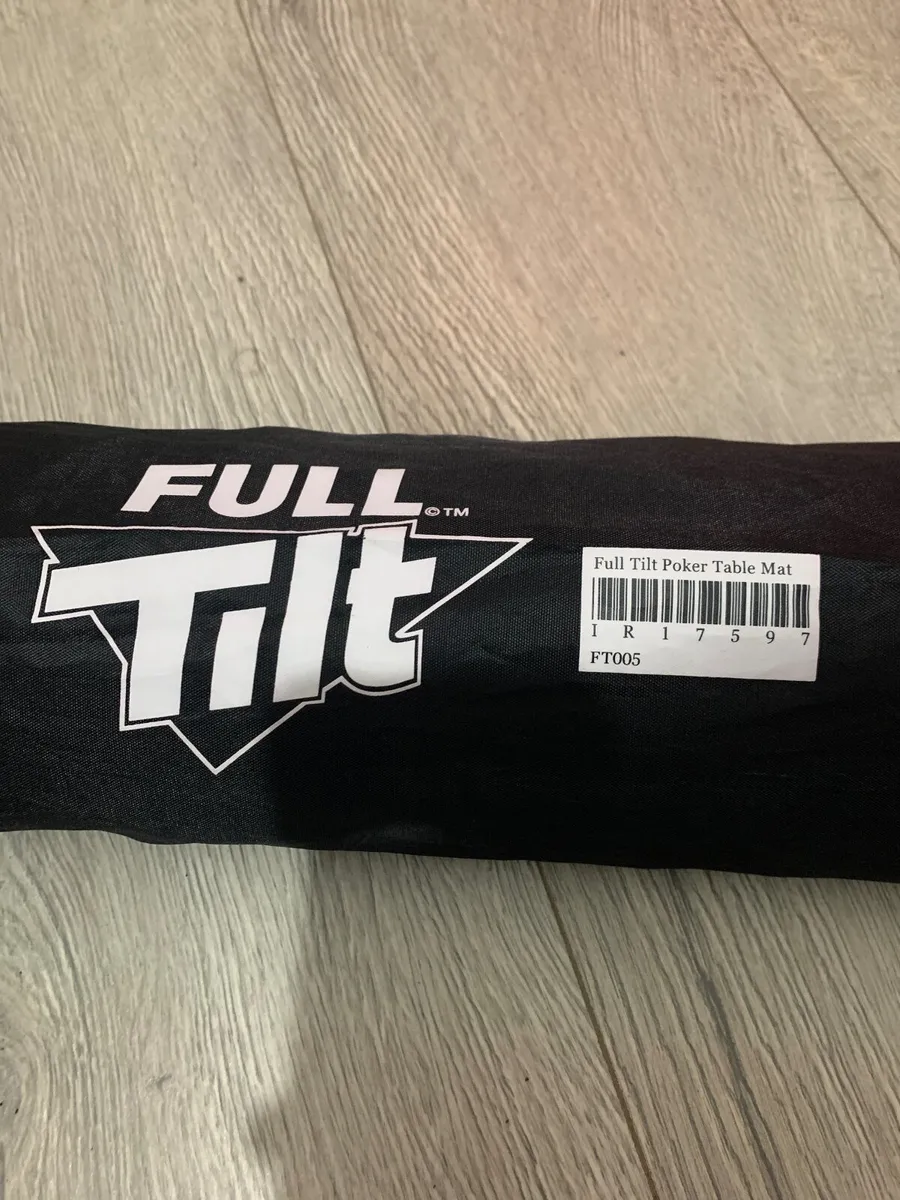 FULL ©™
Tilt
Full Tilt Poker Table Mat
I R 1 7 5 9 7
FT005